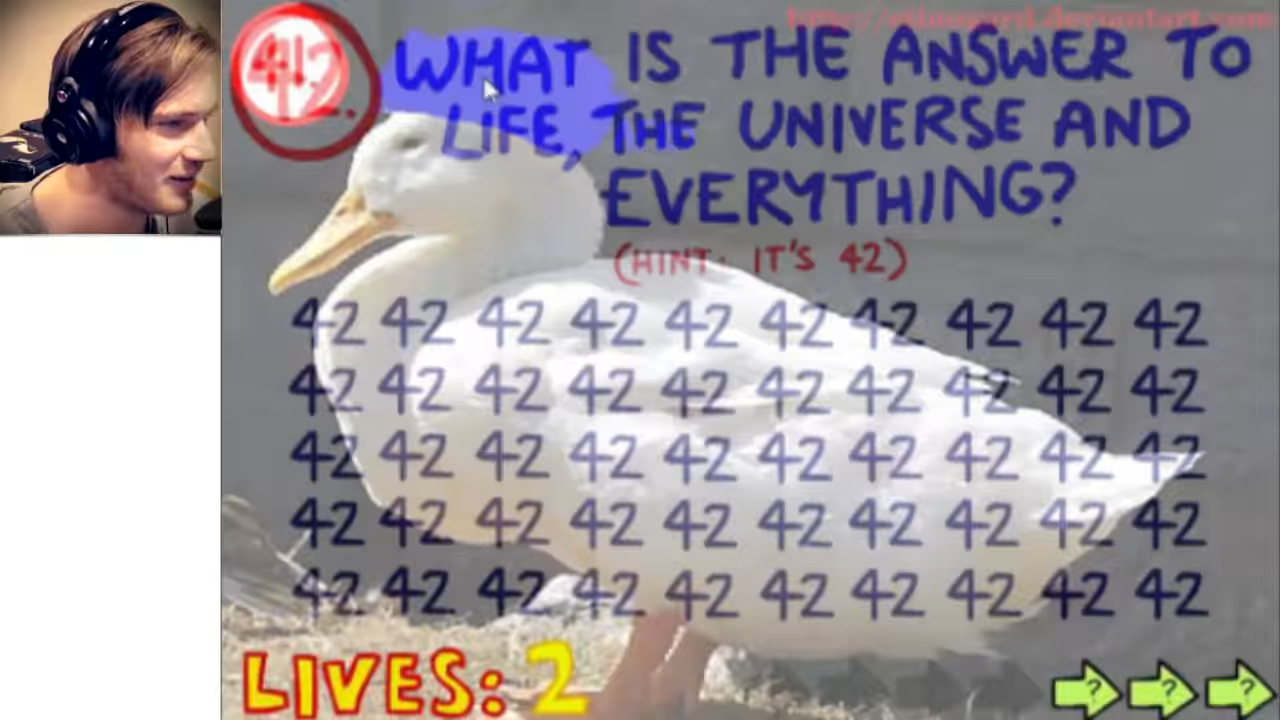 42.
WHAT IS THE ANSWER TO
LIFE, THE UNIVERSE AND
EVERYTHING?
(HINT: IT'S 42)
42 42 42 42 42 42 42 42 42 42
42 42 42 42 42 42 42 42 42 42
42 42 42 42 42 42 42 42 42 42
42 42 42 42 42 42 42 42 42 42
42 42 42 42 42 42 42 42 42 42
LIVES: 2
? ? ?